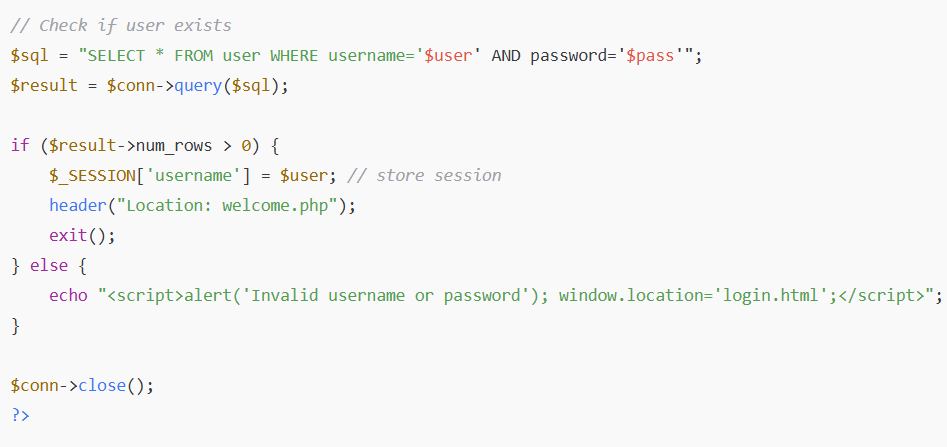 // Check if user exists
$sql = "SELECT * FROM user WHERE username='$user' AND password='$pass'";
$result = $conn->query($sql);

if ($result->num_rows > 0) {
    $_SESSION['username'] = $user; // store session
    header("Location: welcome.php");
    exit();
} else {
    echo "<script>alert('Invalid username or password'); window.location='login.html';</script>";
}

$conn->close();
?>